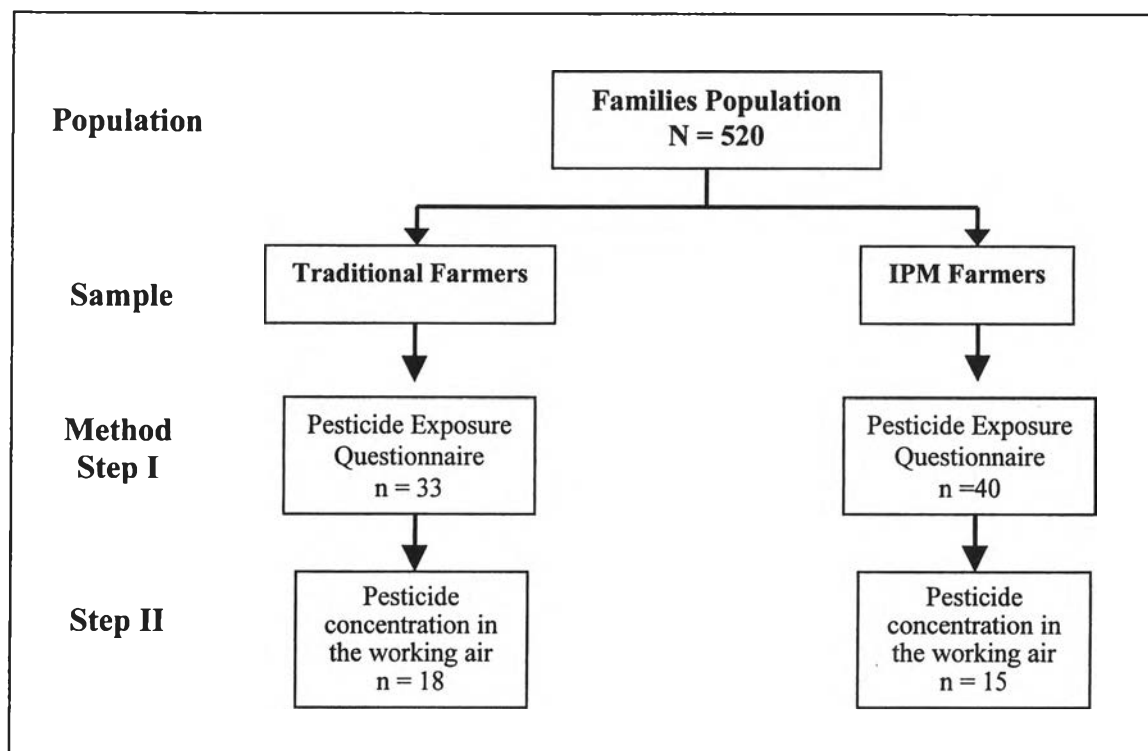 Population
Families Population
N = 520
Sample
Traditional Farmers
IPM Farmers
Method
Step I
Pesticide Exposure
Questionnaire
n = 33
Pesticide Exposure
Questionnaire
n =40
Step II
Pesticide
concentration in
the working air
n = 18
Pesticide
concentration in
the working air
n = 15